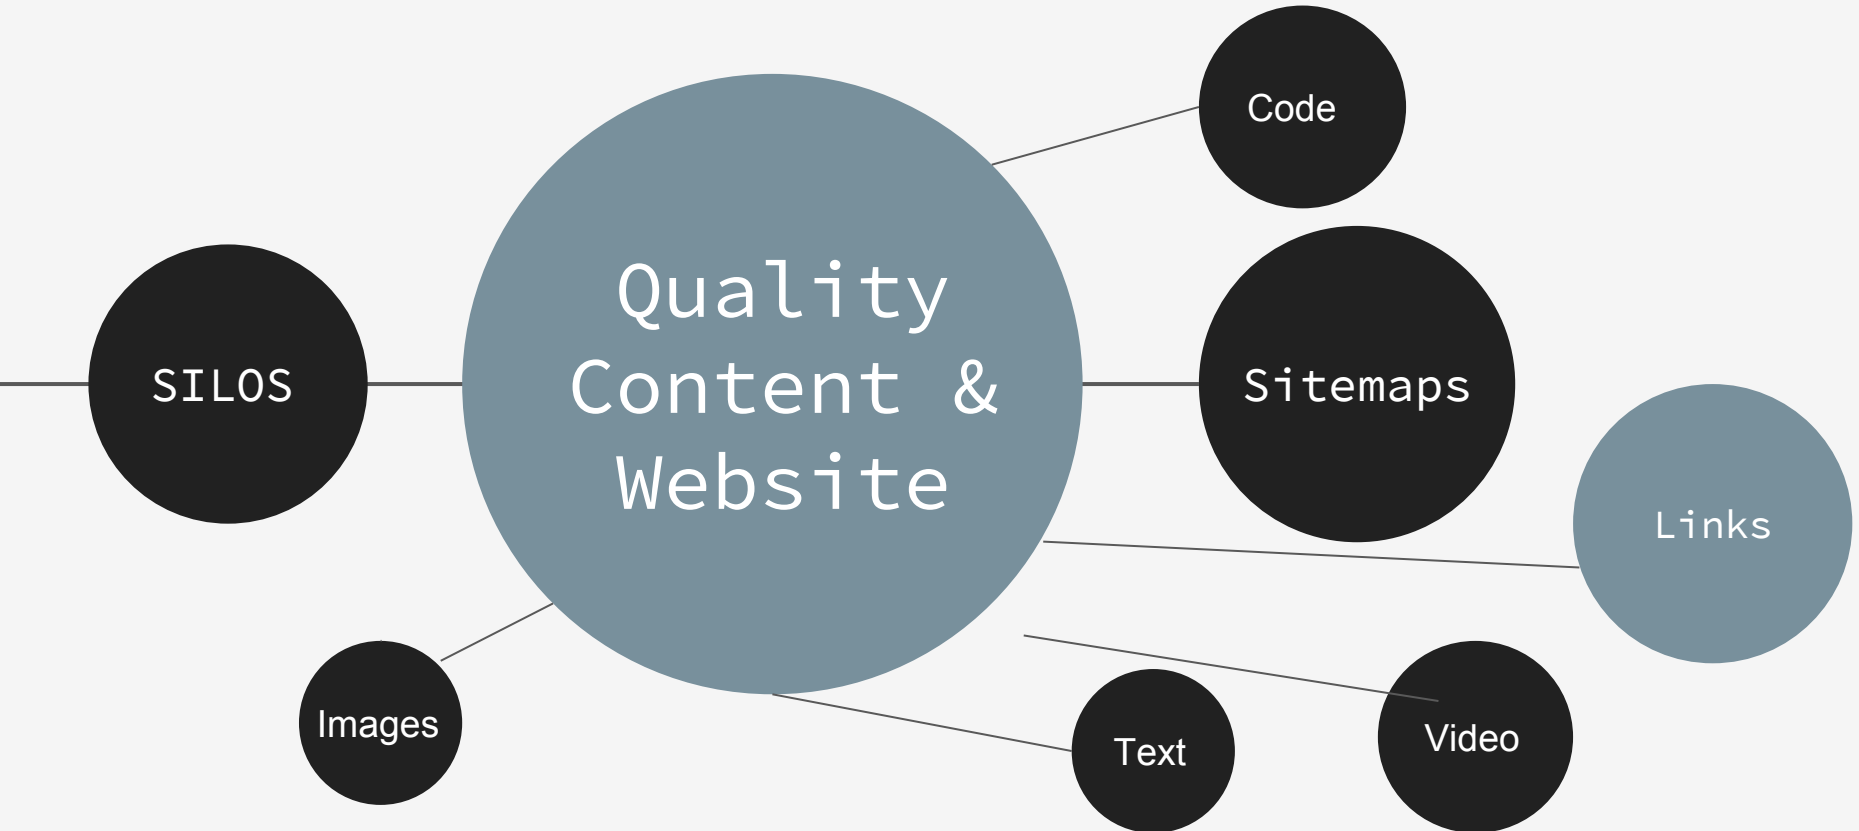 Code
Quality
Content &
Website
SILOS
Sitemaps
Links
Images
Text
Video